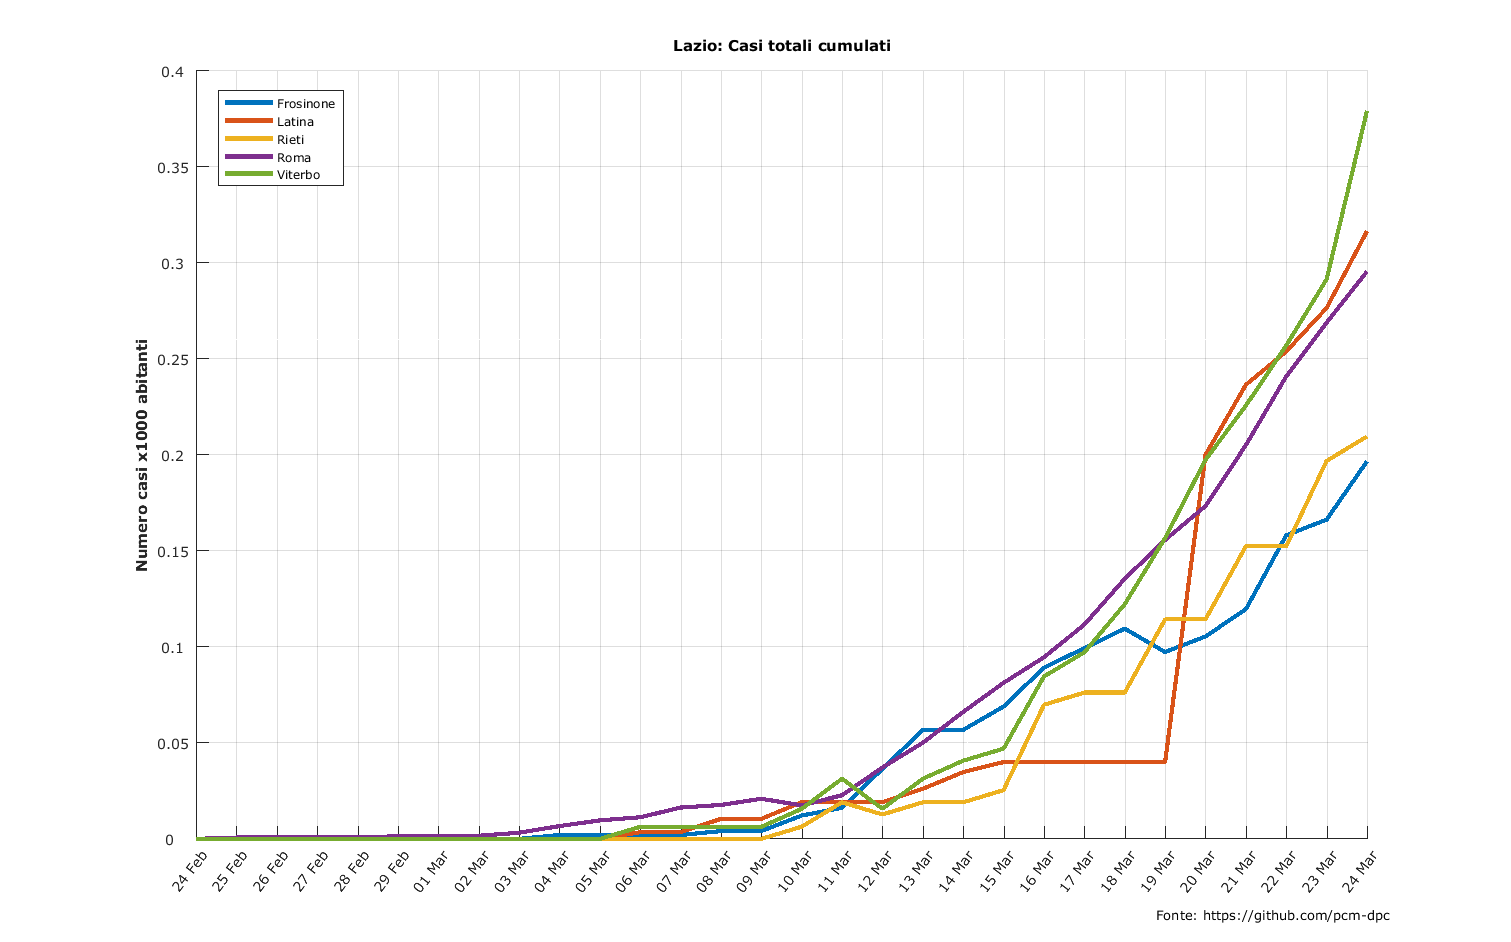 Lazio: Casi totali cumulati
Numero casi x1000 abitanti
0.4
0.35
0.3
0.25
0.2
0.15
0.1
0.05
0
Frosinone
Latina
Rieti
Roma
Viterbo
24 Feb
25 Feb
26 Feb
27 Feb
28 Feb
29 Feb
01 Mar
02 Mar
03 Mar
04 Mar
05 Mar
06 Mar
07 Mar
08 Mar
09 Mar
10 Mar
11 Mar
12 Mar
13 Mar
14 Mar
15 Mar
16 Mar
17 Mar
18 Mar
19 Mar
20 Mar
21 Mar
22 Mar
23 Mar
24 Mar
Fonte: https://github.com/pcm-dpc